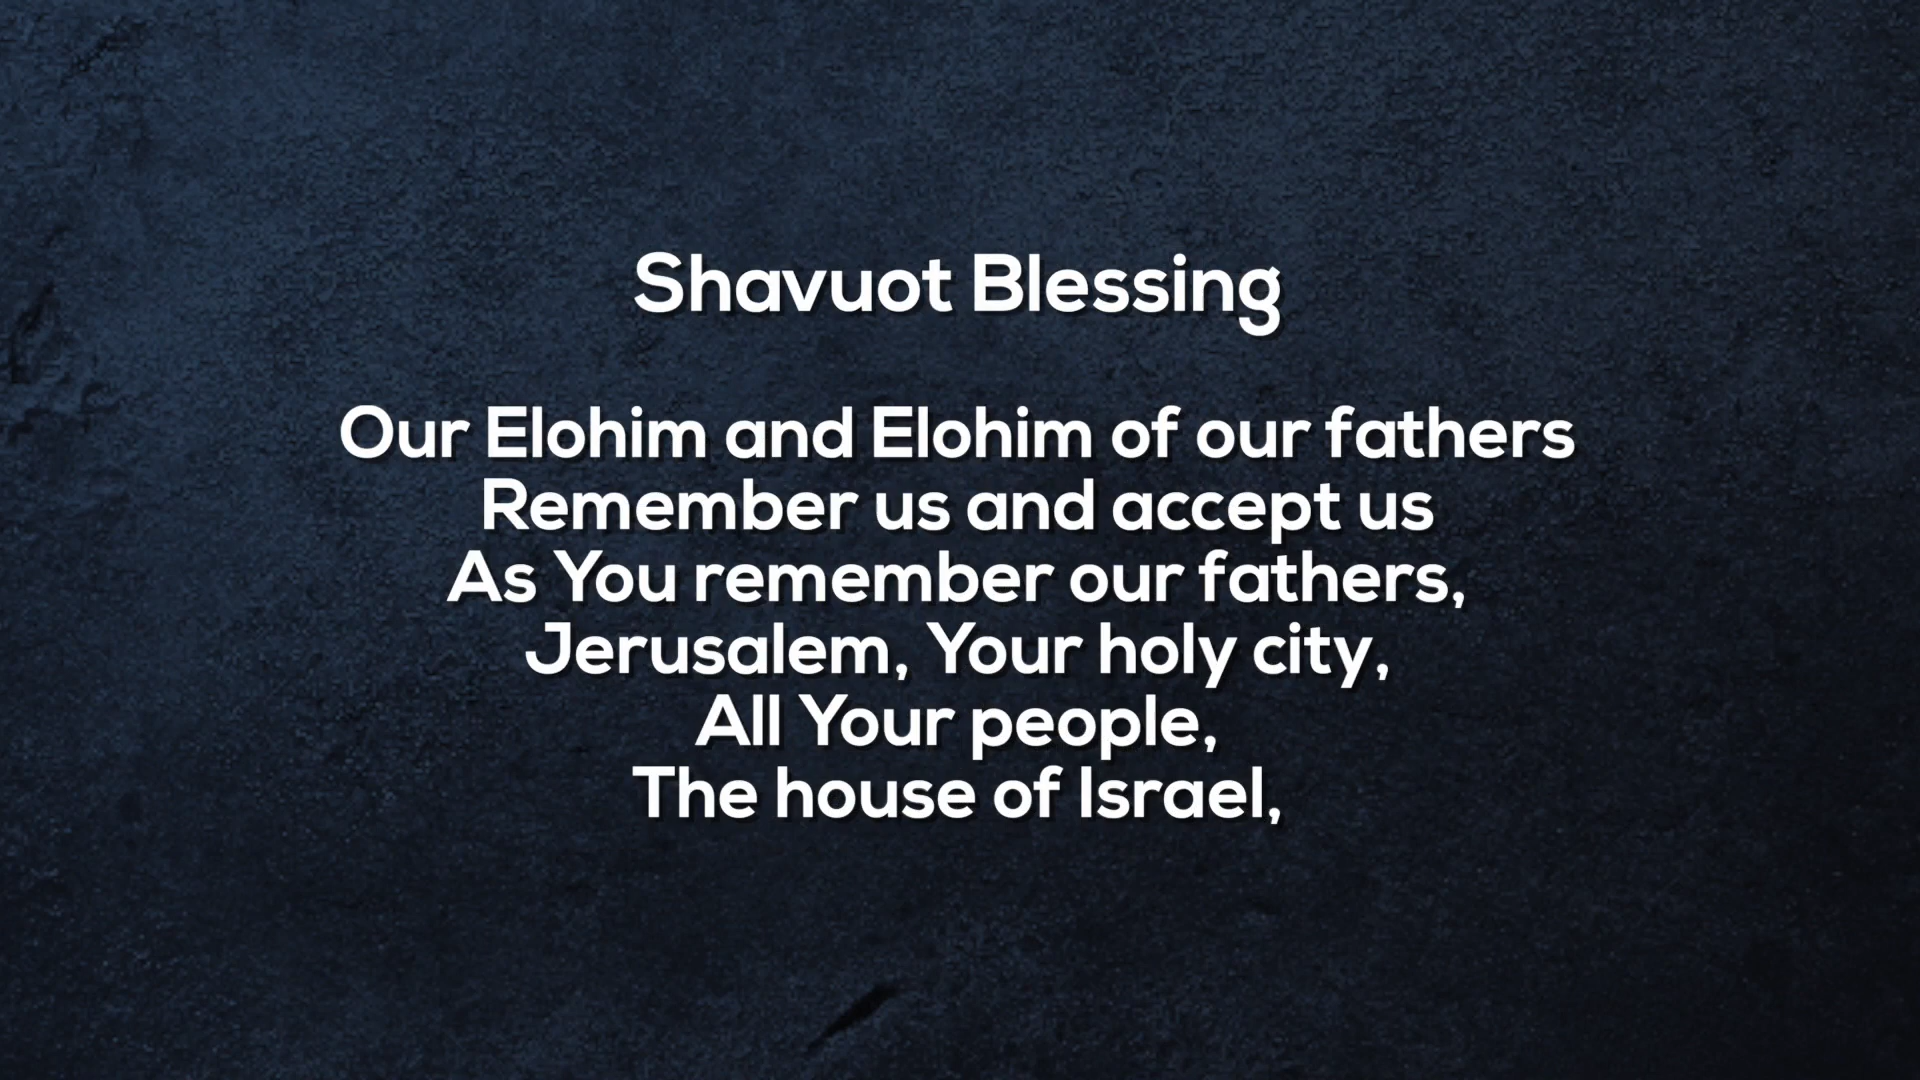 Shavuot Blessing
Our Elohim and Elohim of our fathers
Remember us and accept us
As You remember our fathers,
Jerusalem, Your holy city,
All Your people,
The house of Israel,